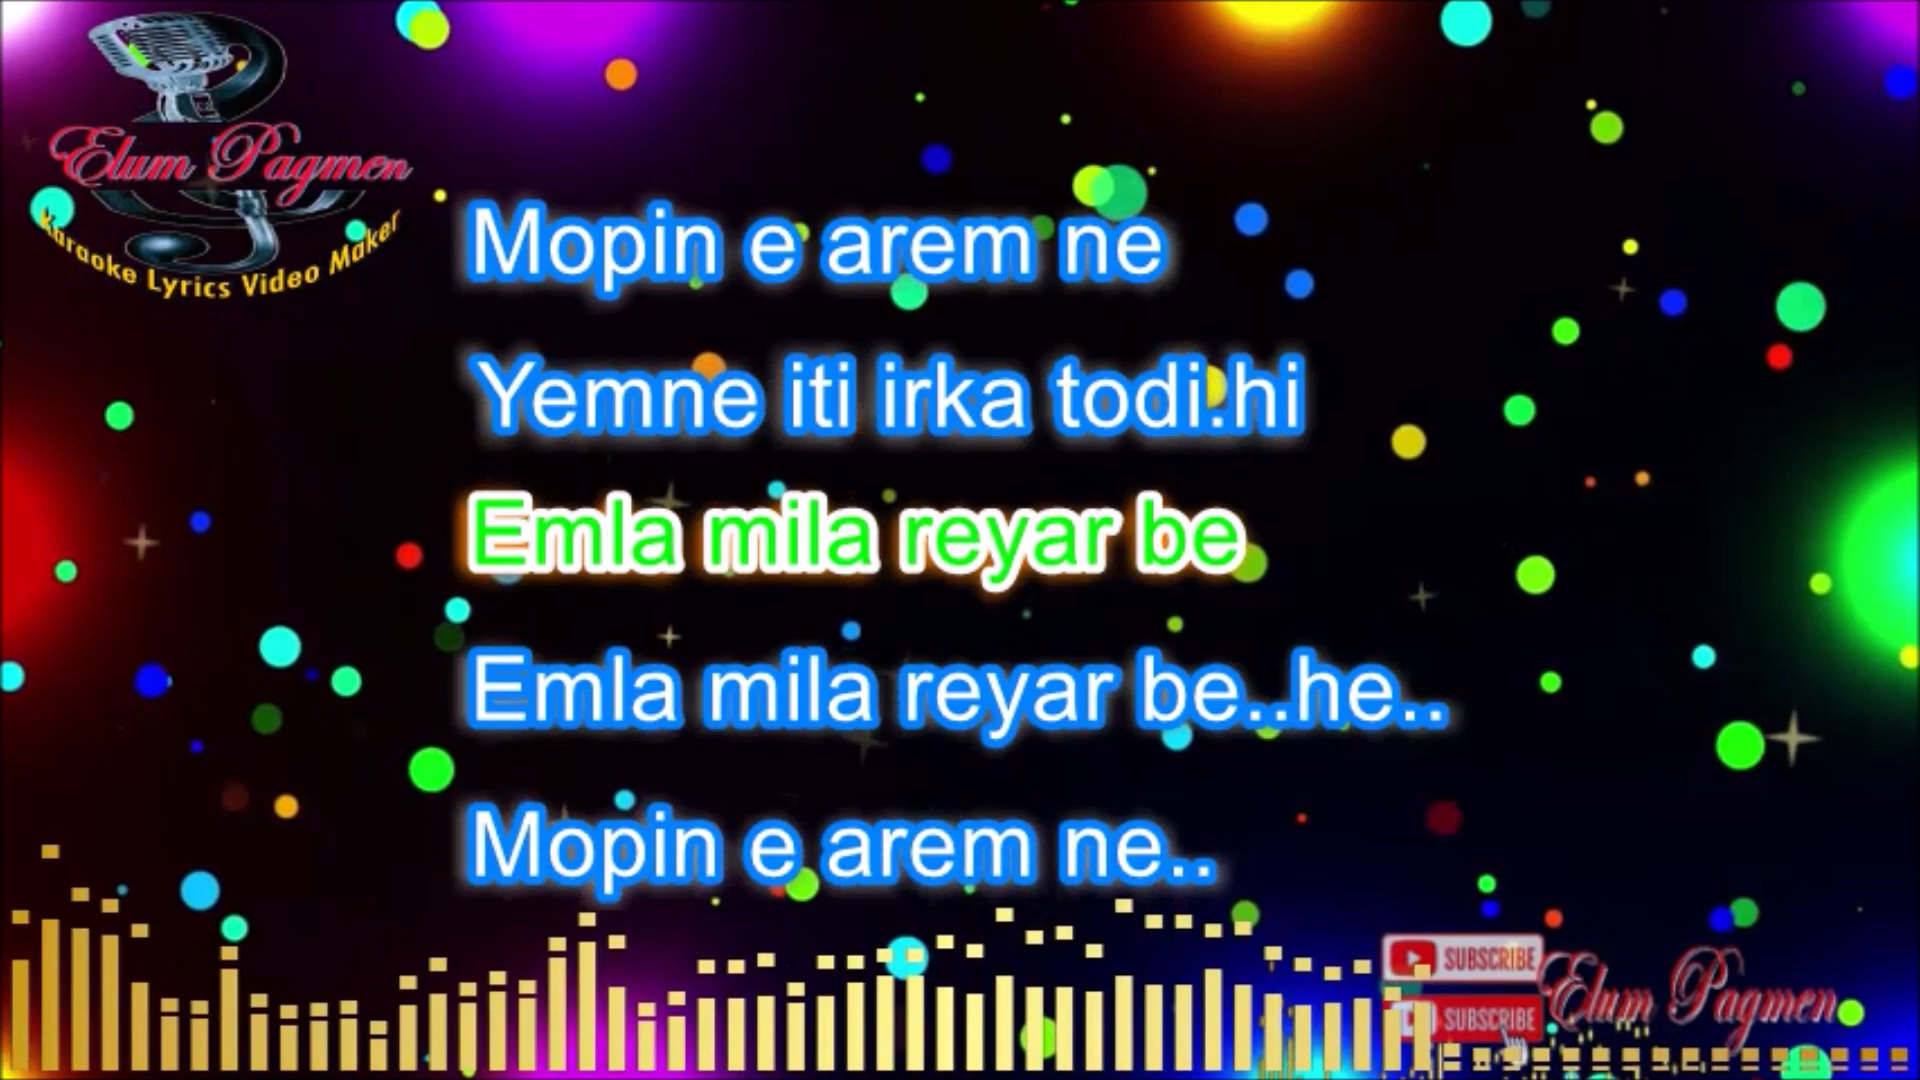 Elum Pagmen
Karaoke Lyrics Video Maker
Mopin e arem ne
Yemne iti irka todi.hi
Emla mila reyar be
Emla mila reyar be..he..
Mopin e arem ne..
SUBSCRIBE
SUBSCRIBE
Elum Pagmen